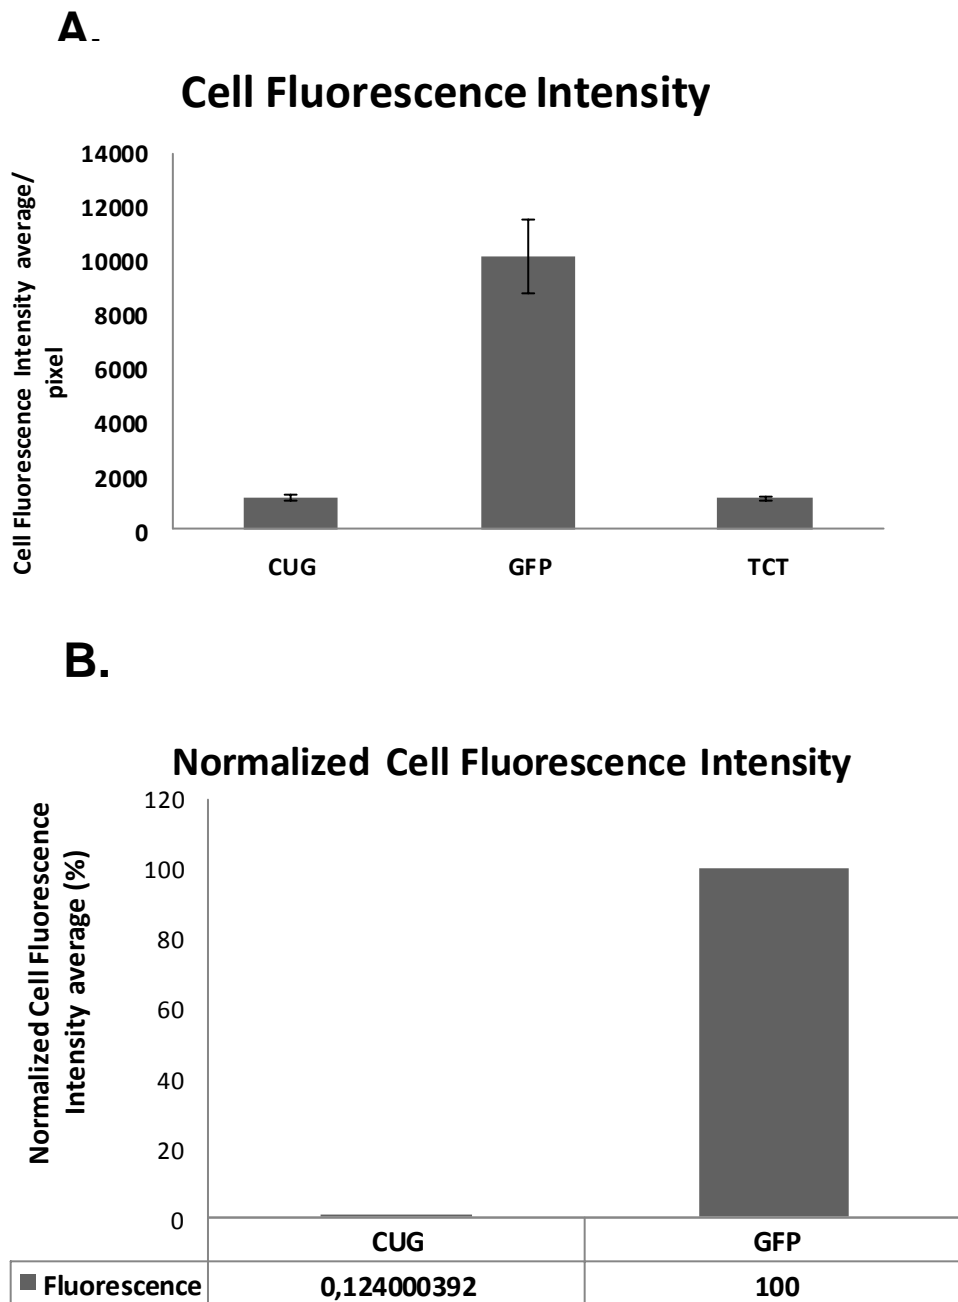 A.
Cell Fluorescence Intensity
Cell Fluorescence Intensity average/
pixel
14000
12000
10000
8000
6000
4000
2000
0
CUG GFP TCT
B.
Normalized Cell Fluorescence Intensity
Normalized Cell Fluorescence
Intensity average (%)
120
100
80
60
40
20
0
CUG GFP
Fluorescence 0,124000392 100